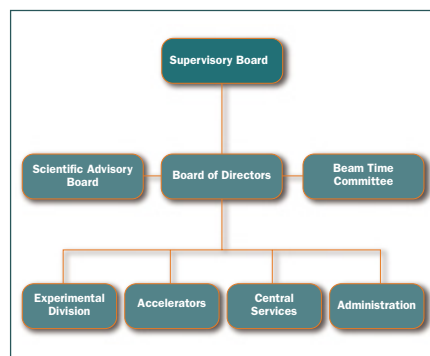 Supervisory Board
Scientific Advisory
Board
Board of Directors
Beam Time
Committee
Experimental
Division
Accelerators
Central
Services
Administration